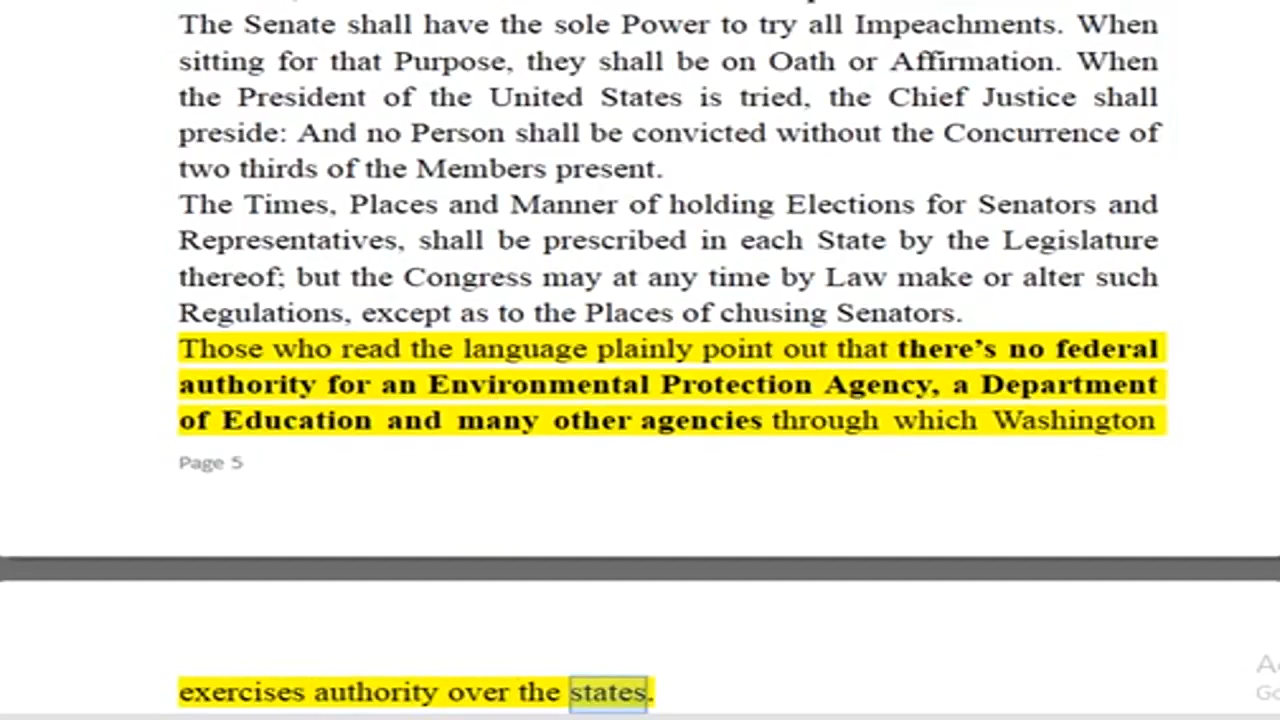 The Senate shall have the sole Power to try all Impeachments. When
sitting for that Purpose, they shall be on Oath or Affirmation. When
the President of the United States is tried, the Chief Justice shall
preside: And no Person shall be convicted without the Concurrence of
two thirds of the Members present.
The Times, Places and Manner of holding Elections for Senators and
Representatives, shall be prescribed in each State by the Legislature
thereof; but the Congress may at any time by Law make or alter such
Regulations, except as to the Places of chusing Senators.
Those who read the language plainly point out that there’s no federal
authority for an Environmental Protection Agency, a Department
of Education and many other agencies through which Washington
Page 5
exercises authority over the states.